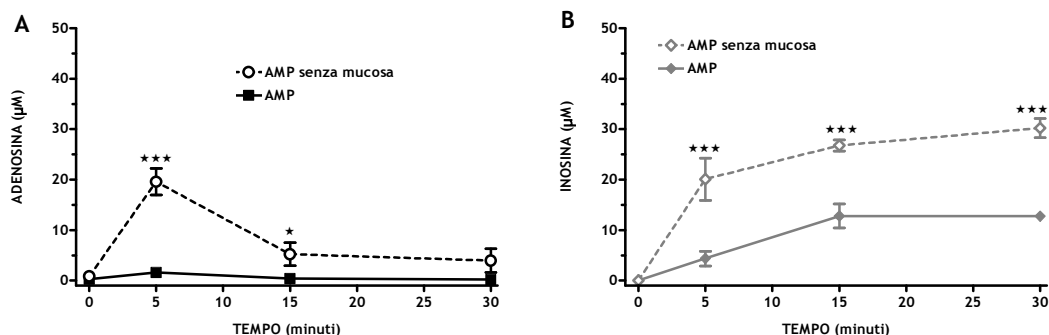 A
ADENOSINA (µM)
50
40
30
20
10
0
AMP senza mucosa
AMP
★★★
★
0 5 10 15 20 25 30
TEMPO (minuti)
B
INOSINA (µM)
50
40
30
20
10
0
AMP senza mucosa
AMP
★★★
★★★
★★★
0 5 10 15 20 25 30
TEMPO (minuti)